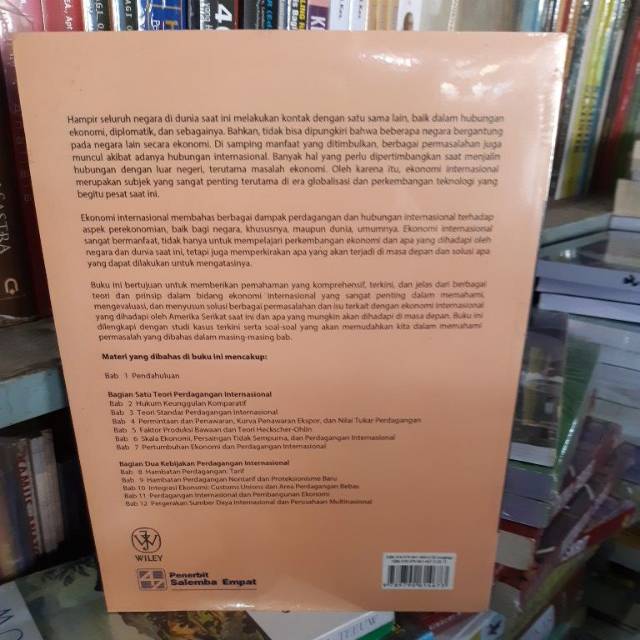 Hampir seluruh negara di dunia saat ini melakukan kontak dengan satu sama lain, baik dalam hubungan
ekonomi, diplomatik, dan sebagainya. Bahkan, tidak bisa dipungkiri bahwa beberapa negara bergantung
pada negara lain secara ekonomi. Di samping manfaat yang ditimbulkan, berbagai permasalahan juga
muncul akibat adanya hubungan internasional. Banyak hal yang perlu dipertimbangkan saat menjalin
hubungan dengan luar negeri, terutama masalah ekonomi. Oleh karena itu, ekonomi internasional
merupakan subjek yang sangat penting terutama di era globalisasi dan perkembangan teknologi yang
begitu pesat saat ini.
Ekonomi internasional membahas berbagai dampak perdagangan dan hubungan internasional terhadap
aspek perekonomian, baik bagi negara, khususnya, maupun dunia, umumnya. Ekonomi internasional
sangat bermanfaat, tidak hanya untuk mempelajari perkembangan ekonomi dan apa yang dihadapi oleh
negara dan dunia saat ini, tetapi juga memperkirakan apa yang akan terjadi di masa depan dan solusi apa
yang dapat dilakukan untuk mengatasinya.
Buku ini bertujuan untuk memberikan pemahaman yang komprehensif, terkini, dan jelas dari berbagai
teori dan prinsip dalam bidang ekonomi internasional yang sangat penting dalam memahami,
mengevaluasi, dan menyusun solusi berbagai permasalahan dan isu terkait dengan ekonomi internasional
yang dihadapi oleh Amerika Serikat saat ini dan apa yang mungkin akan dihadapi di masa depan. Buku ini
dilengkapi dengan studi kasus terkini serta soal-soal yang akan memudahkan kita dalam memahami
permasalah yang dibahas dalam masing-masing bab.
Materi yang dibahas di buku ini mencakup:
Bab 1 Pendahuluan
Bagian Satu Teori Perdagangan Internasional
Bab 2 Hukum Keunggulan Komparatif
Bab 3 Teori Standar Perdagangan Internasional
Bab 4 Permintaan dan Penawaran, Kurva Penawaran Ekspor, dan Nilai Tukar Perdagangan
Bab 5 Faktor Produksi Bawaan dan Teori Heckscher-Ohlin
Bab 6 Skala Ekonomi, Persaingan Tidak Sempurna, dan Perdagangan Internasional
Bab 7 Pertumbuhan Ekonomi dan Perdagangan Internasional
Bagian Dua Kebijakan Perdagangan Internasional
Bab 8 Hambatan Perdagangan: Tarif
Bab 9 Hambatan Perdagangan Nontarif dan Proteksionisme Baru
Bab 10 Integrasi Ekonomi: Customs Unions dan Area Perdagangan Bebas
Bab 11 Perdagangan Internasional dan Pembangunan Ekonomi
Bab 12 Pergerakan Sumber Daya Internasional dan Perusahaan Multinasional
WILEY
Penerbit
Salemba Empat